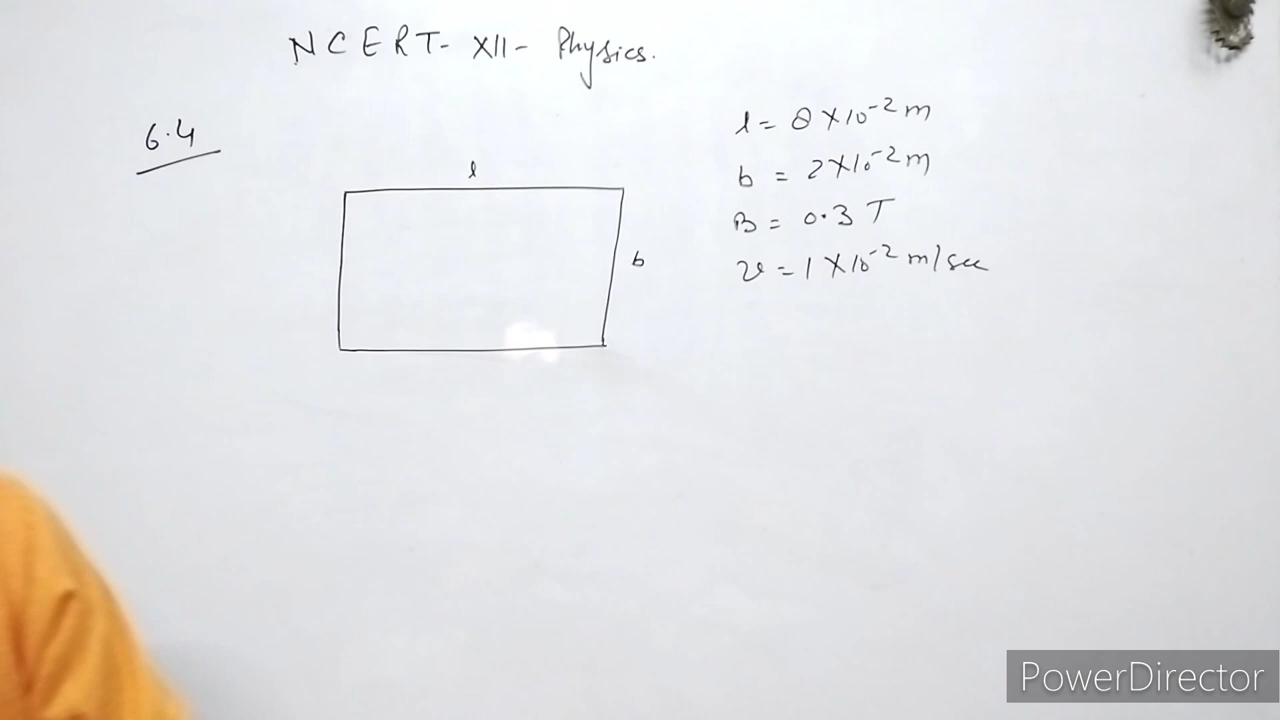 NCERT- XII- Physics.
6.4
l
b
l = 8 × 10⁻² m
b = 2 × 10⁻² m
B = 0.3 T
v = 1 × 10⁻² m/sec
PowerDirector